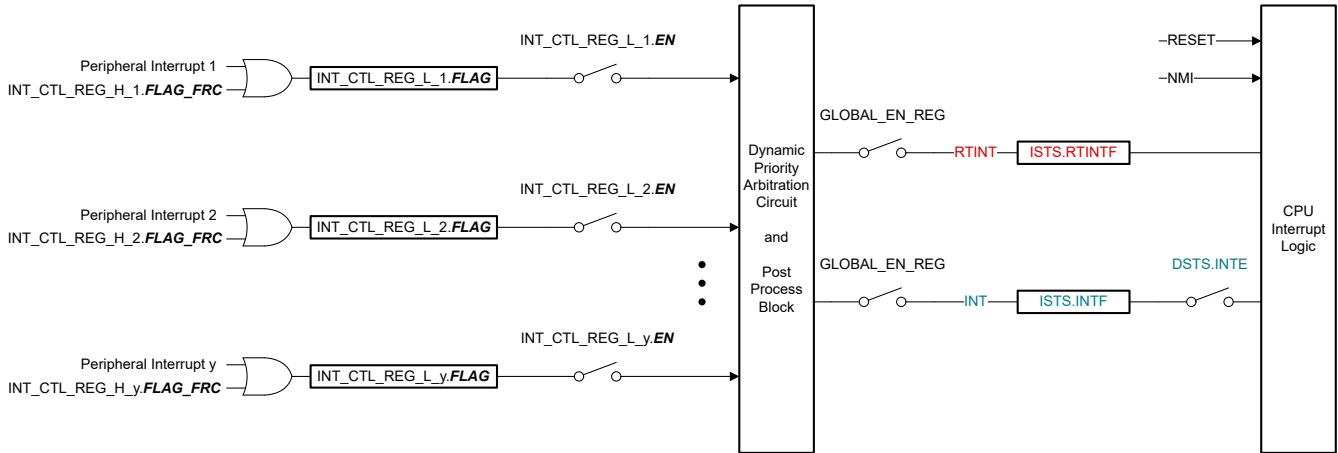 INT_CTL_REG_L_1.EN
Peripheral Interrupt 1
INT_CTL_REG_H_1.FLAG_FRC
INT_CTL_REG_L_1.FLAG
INT_CTL_REG_L_2.EN
Peripheral Interrupt 2
INT_CTL_REG_H_2.FLAG_FRC
INT_CTL_REG_L_2.FLAG
INT_CTL_REG_L_y.EN
Peripheral Interrupt y
INT_CTL_REG_H_y.FLAG_FRC
INT_CTL_REG_L_y.FLAG
Dynamic
Priority
Arbitration
Circuit
and
Post
Process
Block
GLOBAL_EN_REG
RTINT
ISTS.RTINTF
GLOBAL_EN_REG
INT
ISTS.INTF
DSTS.INTE
RESET
NMI
CPU
Interrupt
Logic